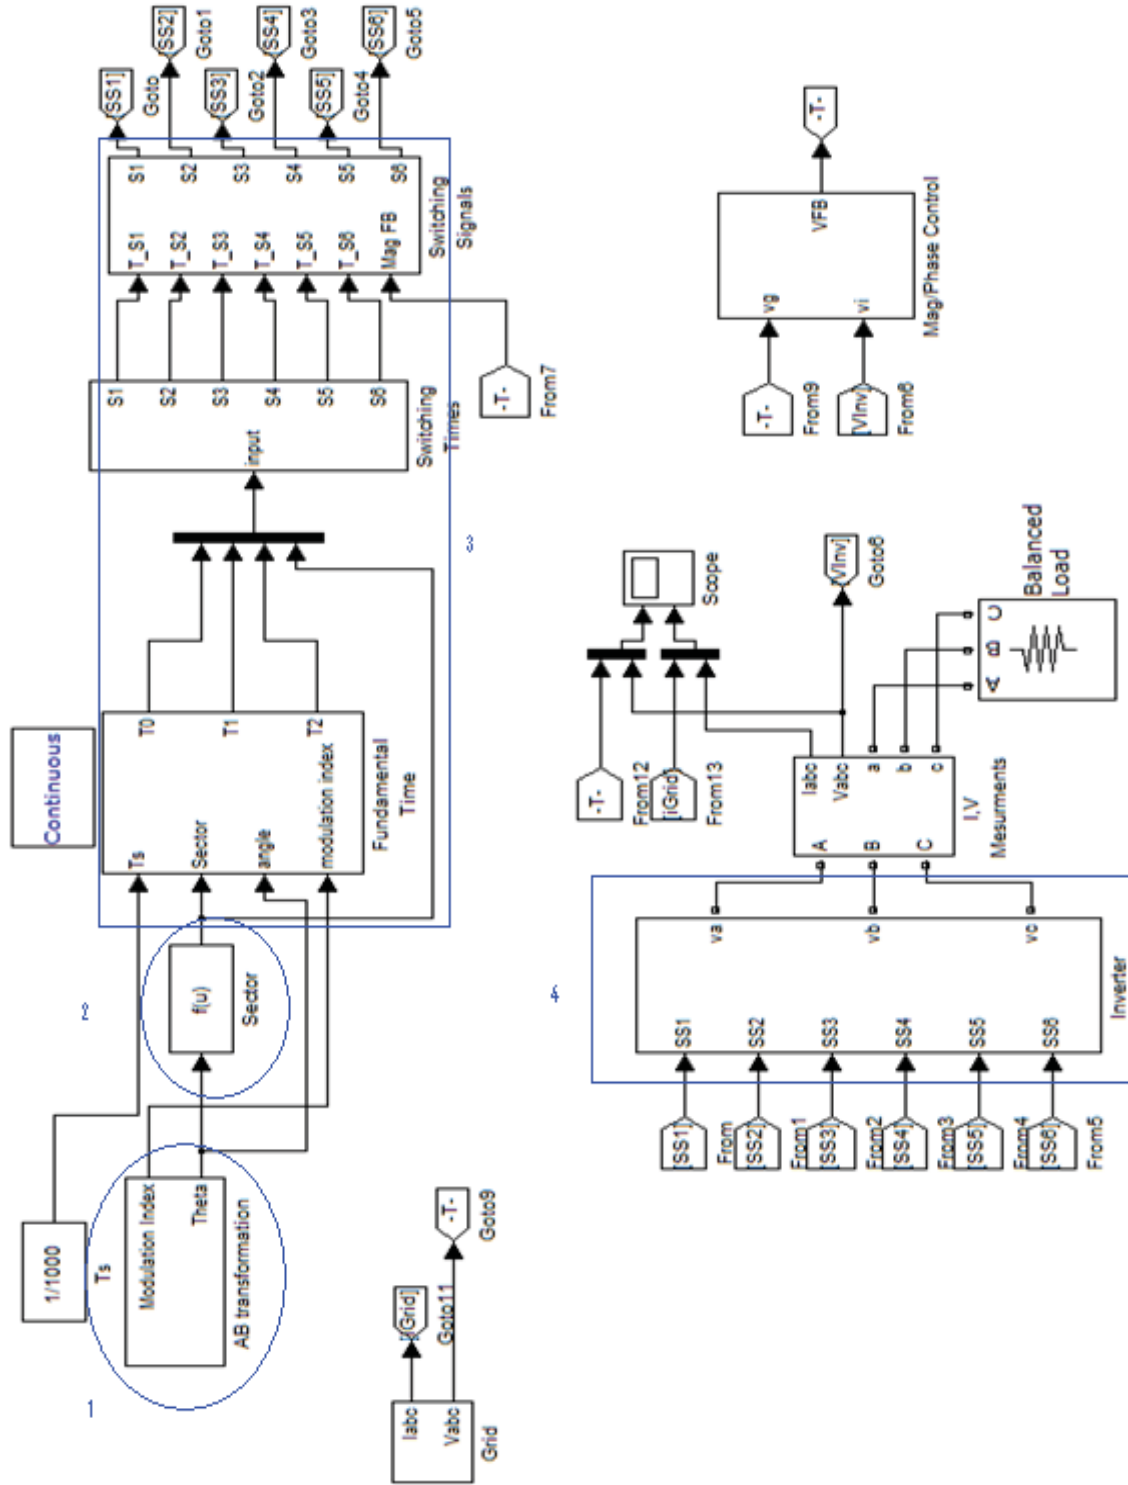 1
1/1000
Ts
Modulation Index
Theta
AB transformation
2
f(u)
Sector
Continuous
Ts
Sector
angle
modulation index
T0
T1
T2
Fundamental
Time
3
input
S1
S2
S3
S4
S5
S6
Switching
Times
-T-
From7
T_S1
T_S2
T_S3
T_S4
T_S5
T_S6
Mag FB
S1
S2
S3
S4
S5
S6
Switching
Signals
[SS1]
Goto
[SS2]
Goto1
[SS3]
Goto2
[SS4]
Goto3
[SS5]
Goto4
[SS6]
Goto5
Iabc
Vabc
Grid
[iGrid]
Goto11
-T-
Goto9
4
[SS1]
From
[SS2]
From1
[SS3]
From2
[SS4]
From3
[SS5]
From4
[SS6]
From5
SS1
SS2
SS3
SS4
SS5
SS6
va
vb
vc
Inverter
A
B
C
Iabc
Vabc
a
b
c
I,V
Mesurments
-T-
From12
[iGrid]
From13
Scope
[VInv]
Goto6
A
B
C
Balanced
Load
-T-
From9
[VInv]
From6
vg
vi
VFB
Mag/Phase Control
-T-